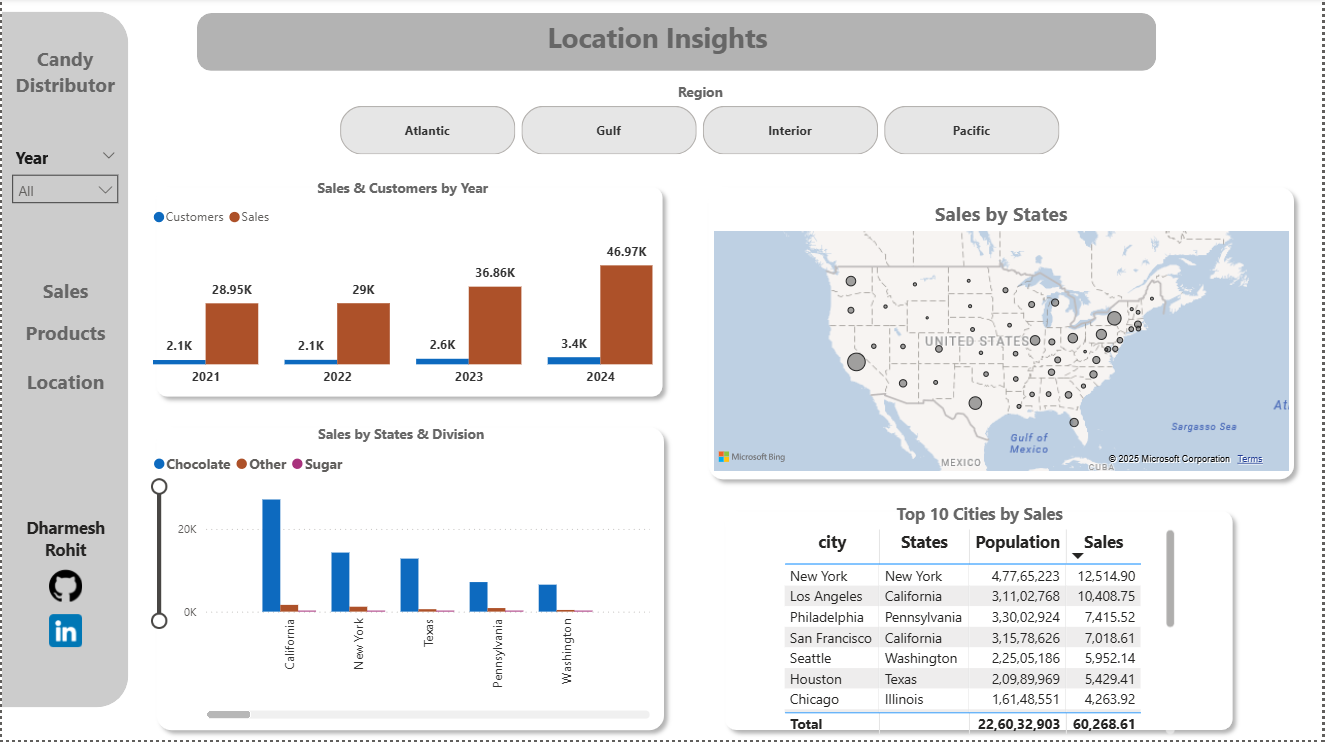 Candy
Distributor
Year
All
Sales
Products
Location
Dharmesh
Rohit
in
Location Insights
Region
Atlantic
Gulf
Interior
Pacific
Sales & Customers by Year
Customers Sales
2.1K 28.95K 2.1K 29K 2.6K 36.86K 3.4K 46.97K
2021 2022 2023 2024
Sales by States
UNITED STATES
MEXICO
Gulf of
Mexico
CUBA
Sargasso Sea
Microsoft Bing
© 2025 Microsoft Corporation Terms
Sales by States & Division
Chocolate Other Sugar
20K
0K
California
New York
Texas
Pennsylvania
Washington
Top 10 Cities by Sales
city States Population Sales
New York New York 4,77,65,223 12,514.90
Los Angeles California 3,11,02,768 10,408.75
Philadelphia Pennsylvania 3,30,02,924 7,415.52
San Francisco California 3,15,78,626 7,018.61
Seattle Washington 2,25,05,186 5,952.14
Houston Texas 2,09,89,969 5,429.41
Chicago Illinois 1,61,48,551 4,263.92
Total 22,60,32,903 60,268.61